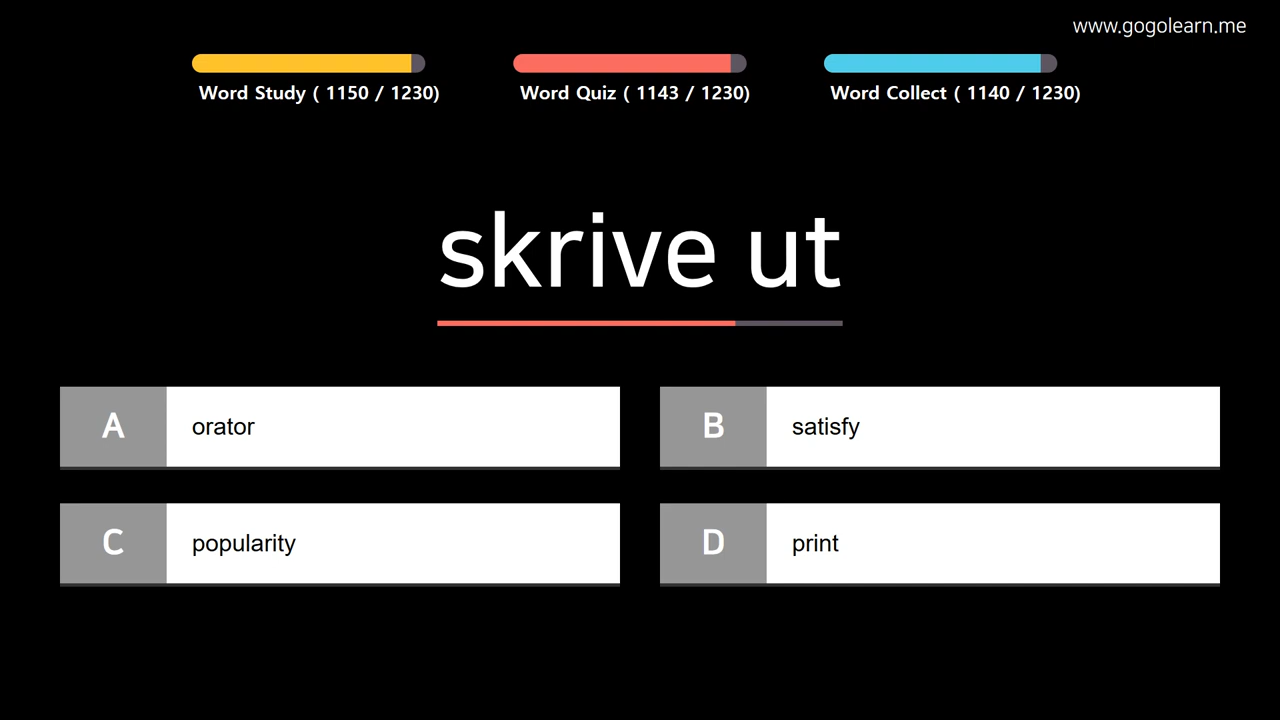 www.gogolearn.me
Word Study ( 1150 / 1230)
Word Quiz ( 1143 / 1230)
Word Collect ( 1140 / 1230)
skrive ut
A orator
B satisfy
C popularity
D print